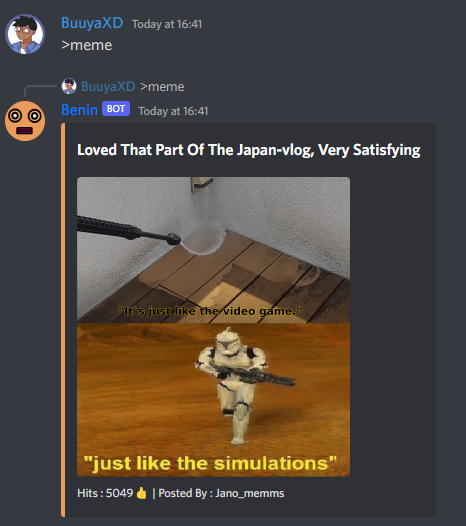 BuuyaXD Today at 16:41
>meme
BuuyaXD >meme
Benin BOT Today at 16:41
Loved That Part Of The Japan-vlog, Very Satisfying
"It's just like the video game."
"just like the simulations"
Hits : 5049 👍 | Posted By : Jano_memms